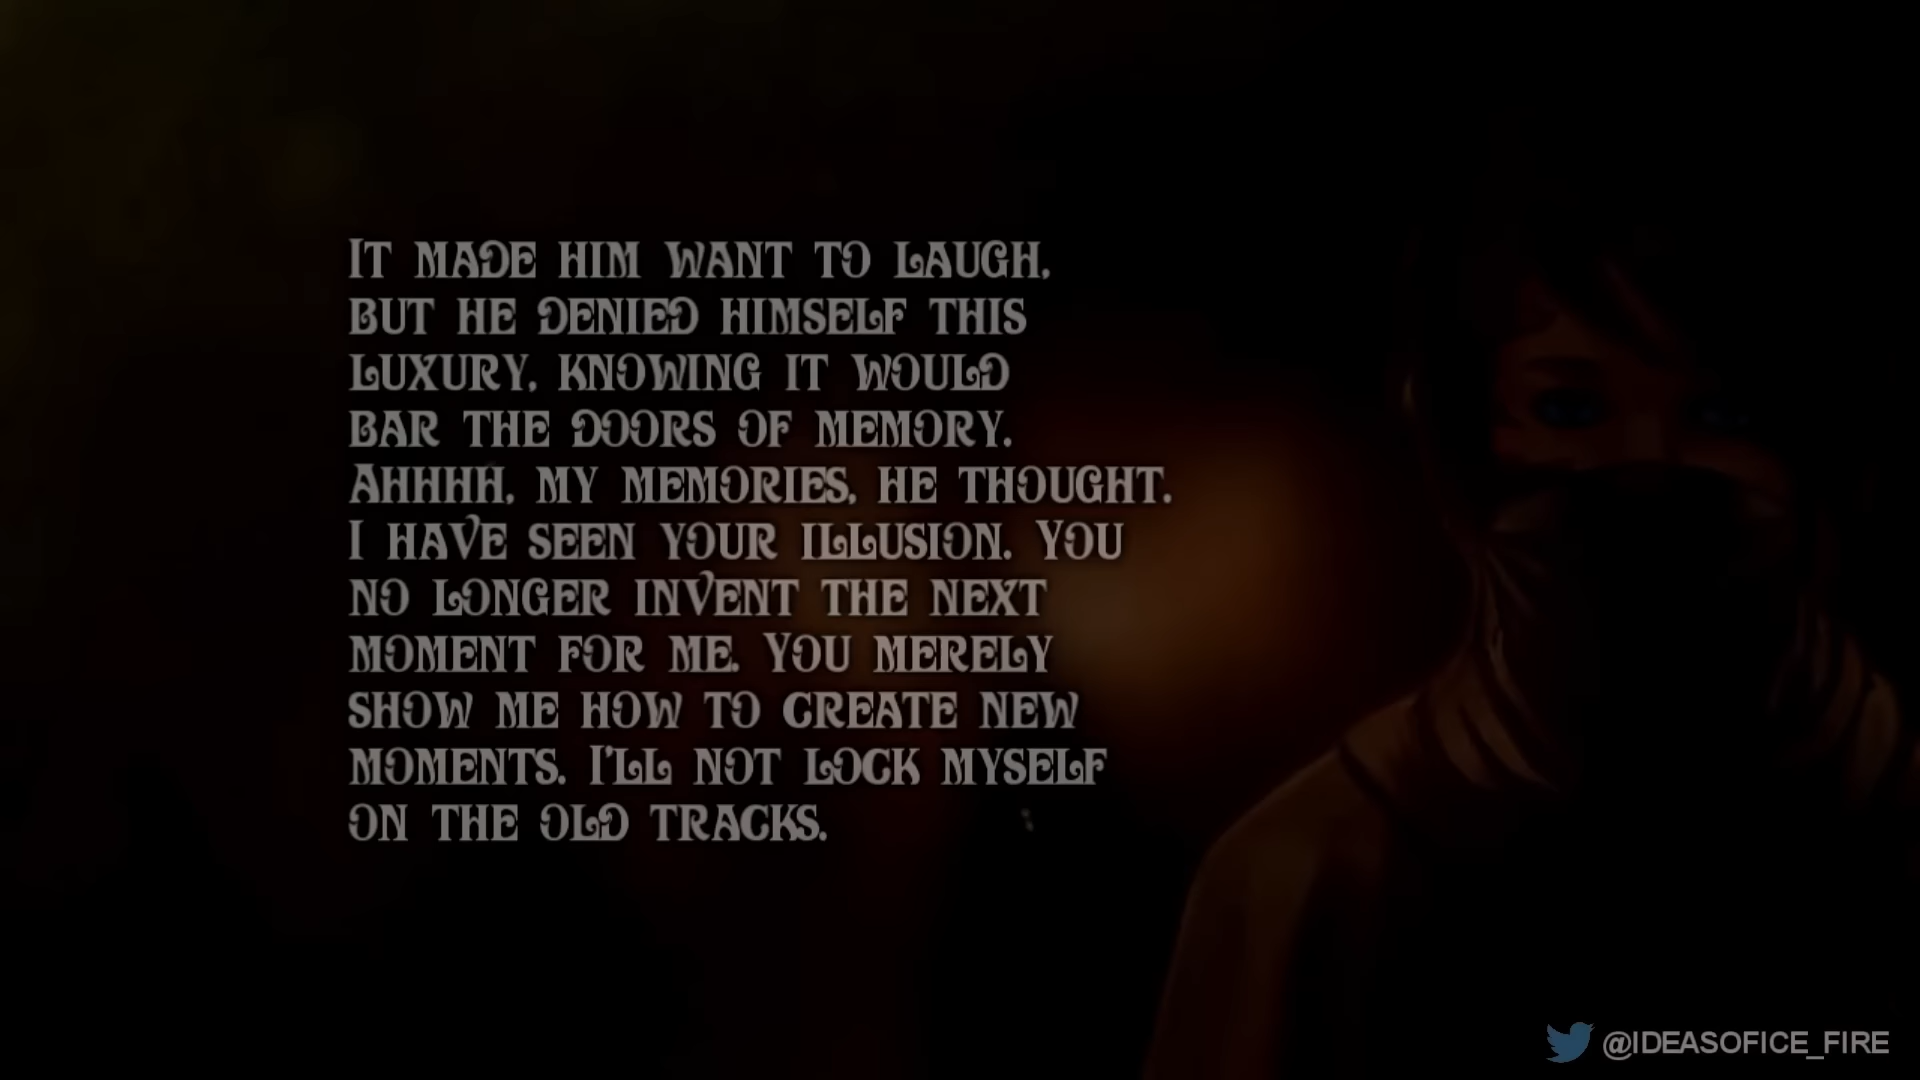 It made him want to laugh,
but he denied himself this
luxury, knowing it would
bar the doors of memory.
Ahhhh, my memories, he thought.
I have seen your illusion. You
no longer invent the next
moment for me. You merely
show me how to create new
moments. I'll not lock myself
on the old tracks.
@IDEASOFICE_FIRE